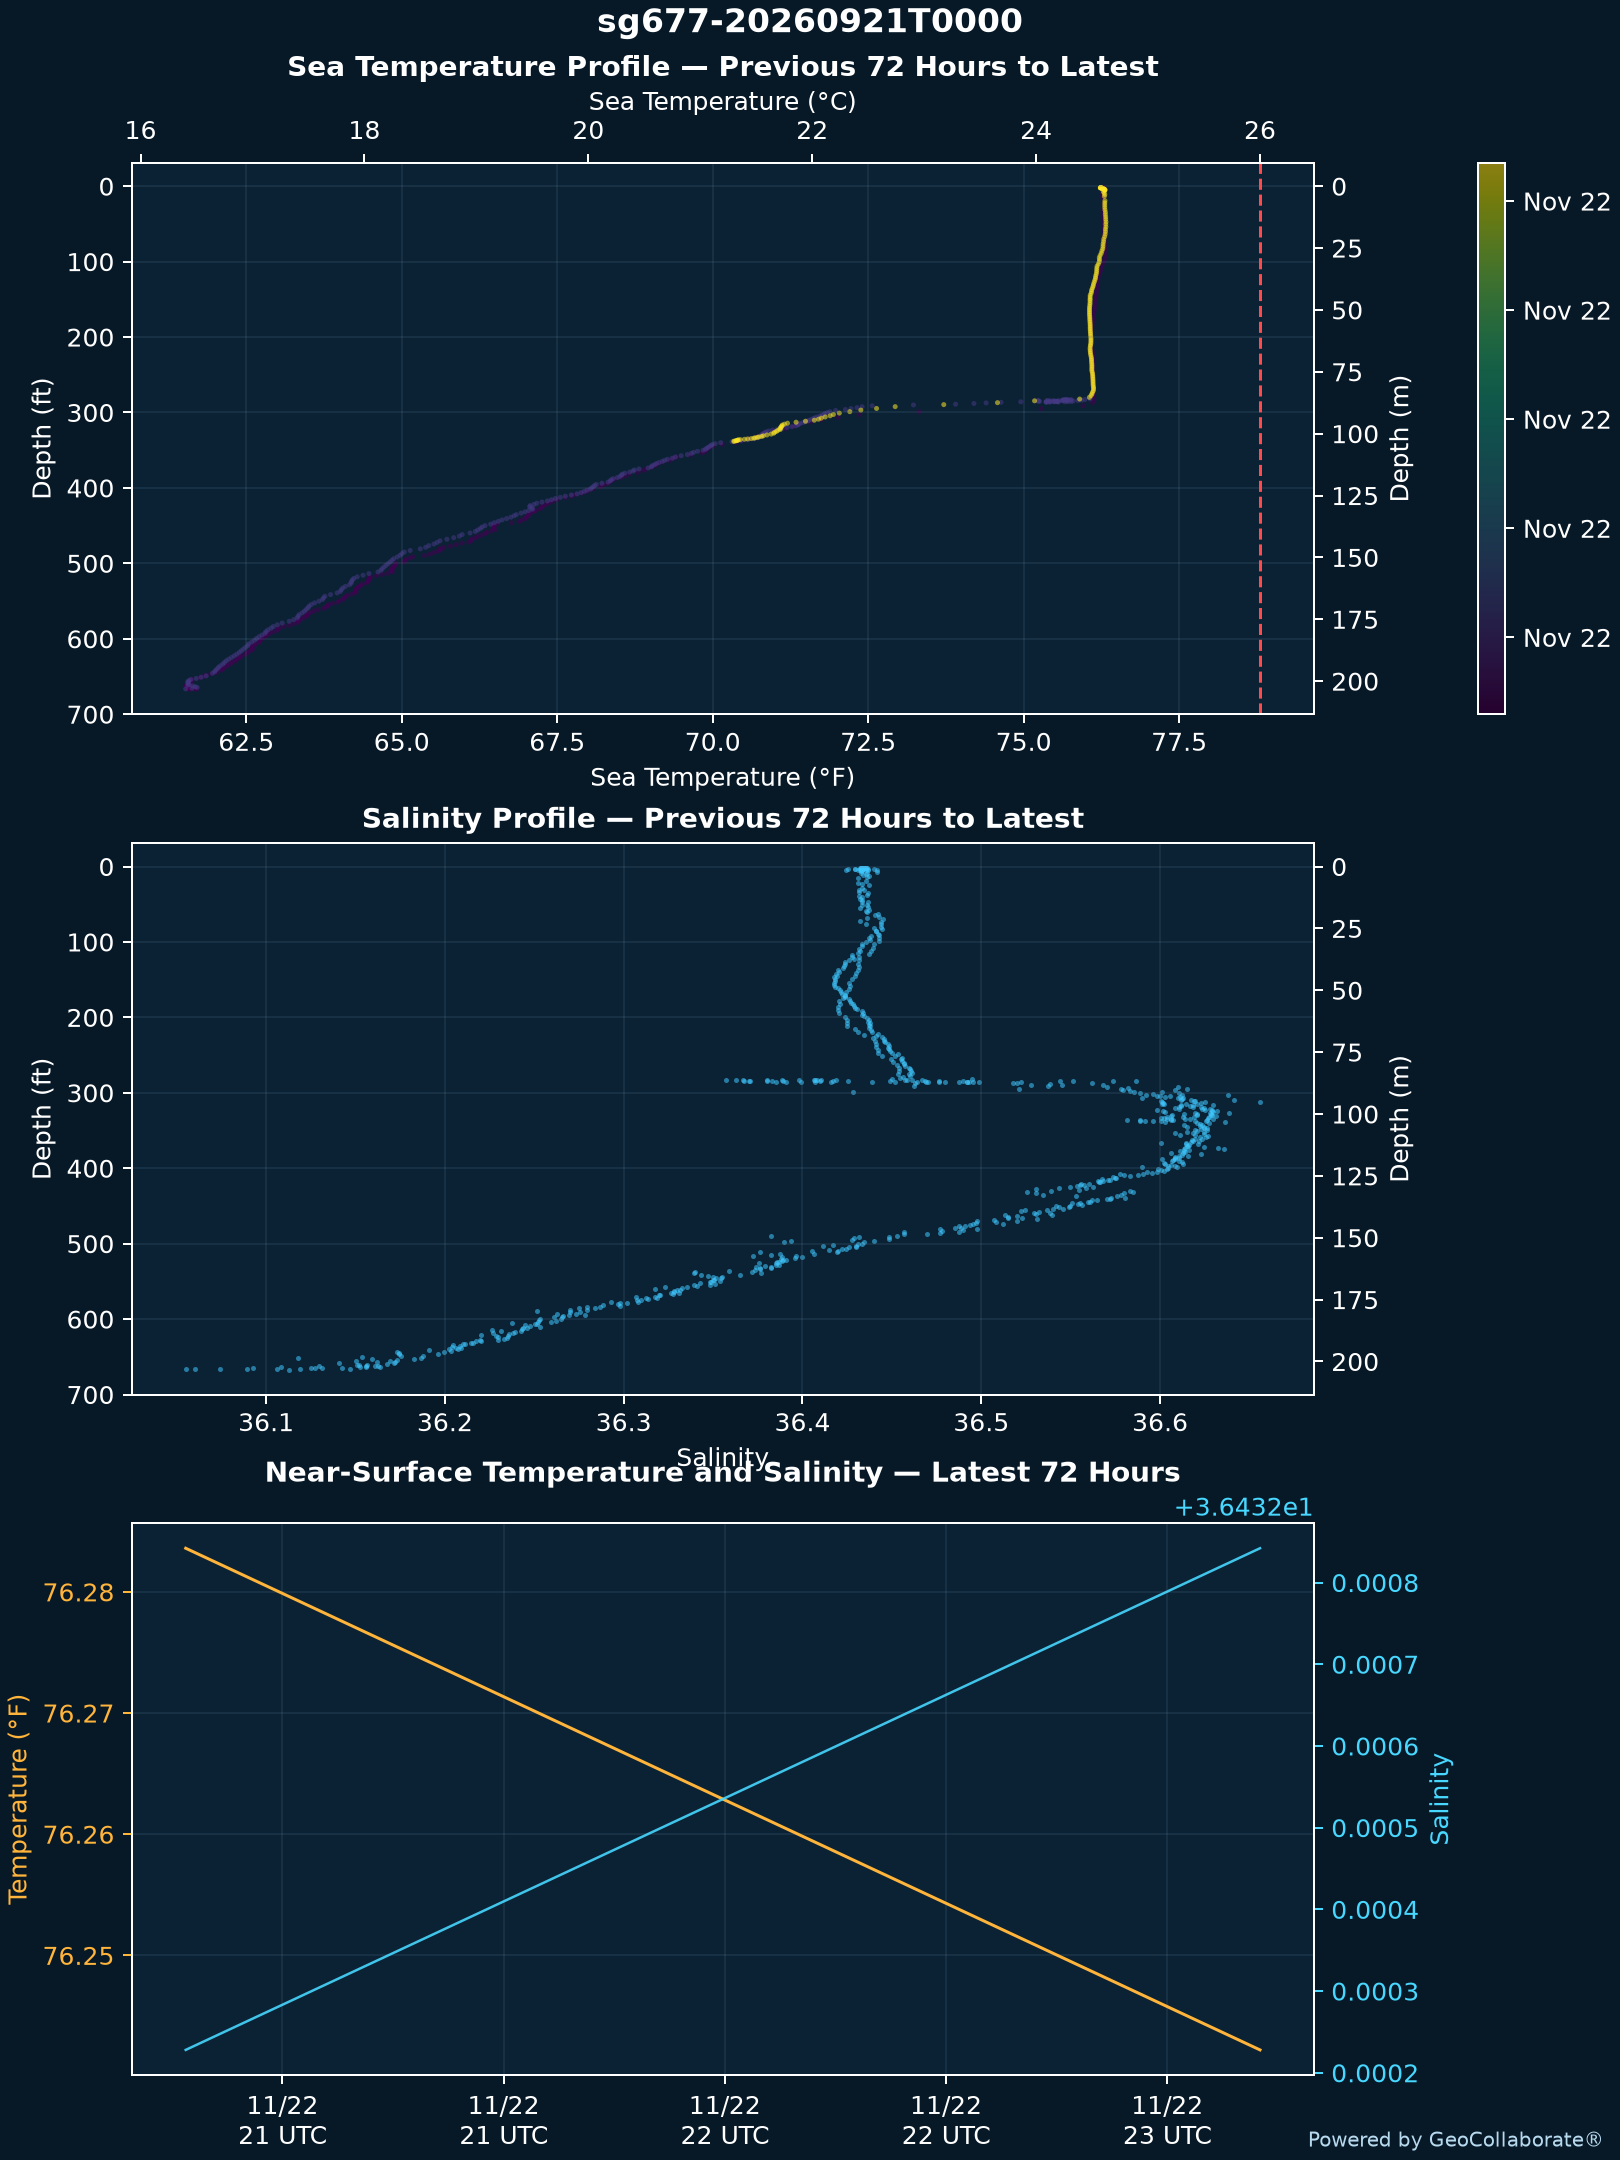 sg677-20260921T0000
Sea Temperature Profile — Previous 72 Hours to Latest
Sea Temperature (°C)
16 18 20 22 24 26
0 0
100 25
200 50
300 75
400 100
500 125
600 150
700 175
200
Depth (ft)
Depth (m)
Nov 22
Nov 22
Nov 22
Nov 22
Nov 22
62.5 65.0 67.5 70.0 72.5 75.0 77.5
Sea Temperature (°F)
Salinity Profile — Previous 72 Hours to Latest
0 0
100 25
200 50
300 75
400 100
500 125
600 150
700 175
200
Depth (ft)
Depth (m)
36.1 36.2 36.3 36.4 36.5 36.6
Salinity
Near-Surface Temperature and Salinity — Latest 72 Hours
+3.6432e1
76.28
76.27
76.26
76.25
Temperature (°F)
0.0008
0.0007
0.0006
0.0005
0.0004
0.0003
0.0002
Salinity
11/22 11/22 11/22 11/22 11/22
21 UTC 21 UTC 22 UTC 22 UTC 23 UTC
Powered by GeoCollaborate®